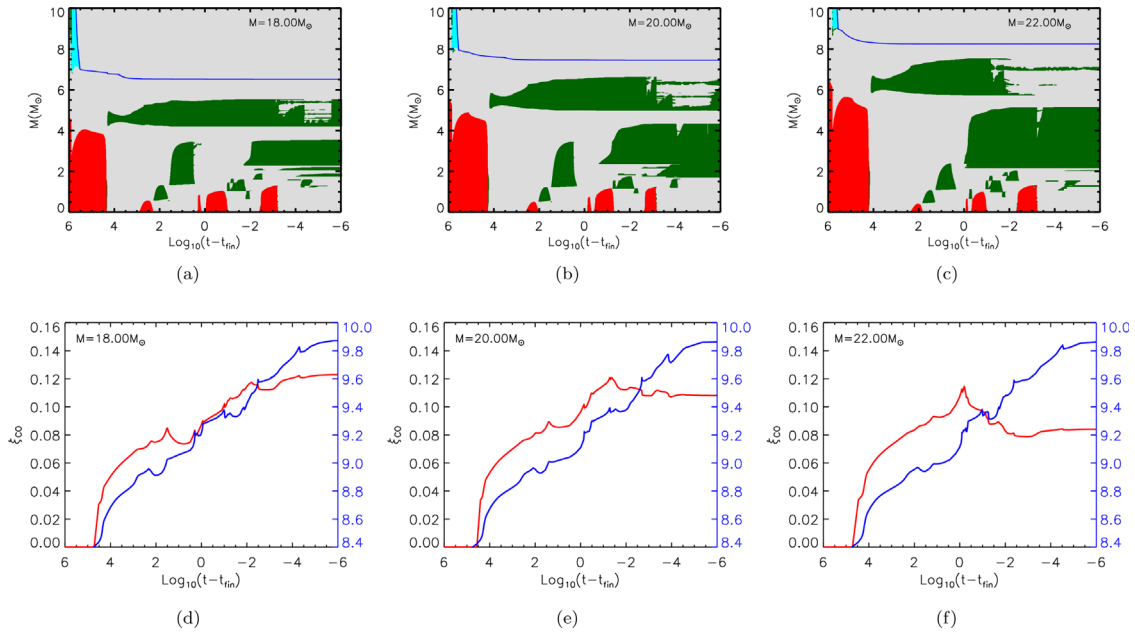 M=18.00M⊙
M(M⊙)
10
8
6
4
2
0
6 4 2 0 −2 −4 −6
Log10(t−tfin)
(a)
M=20.00M⊙
M(M⊙)
10
8
6
4
2
0
6 4 2 0 −2 −4 −6
Log10(t−tfin)
(b)
M=22.00M⊙
M(M⊙)
10
8
6
4
2
0
6 4 2 0 −2 −4 −6
Log10(t−tfin)
(c)
M=18.00M⊙
ξCO
0.16
0.14
0.12
0.10
0.08
0.06
0.04
0.02
0.00
10.0
9.8
9.6
9.4
9.2
9.0
8.8
8.6
8.4
6 4 2 0 −2 −4 −6
Log10(t−tfin)
(d)
M=20.00M⊙
ξCO
0.16
0.14
0.12
0.10
0.08
0.06
0.04
0.02
0.00
10.0
9.8
9.6
9.4
9.2
9.0
8.8
8.6
8.4
6 4 2 0 −2 −4 −6
Log10(t−tfin)
(e)
M=22.00M⊙
ξCO
0.16
0.14
0.12
0.10
0.08
0.06
0.04
0.02
0.00
10.0
9.8
9.6
9.4
9.2
9.0
8.8
8.6
8.4
6 4 2 0 −2 −4 −6
Log10(t−tfin)
(f)